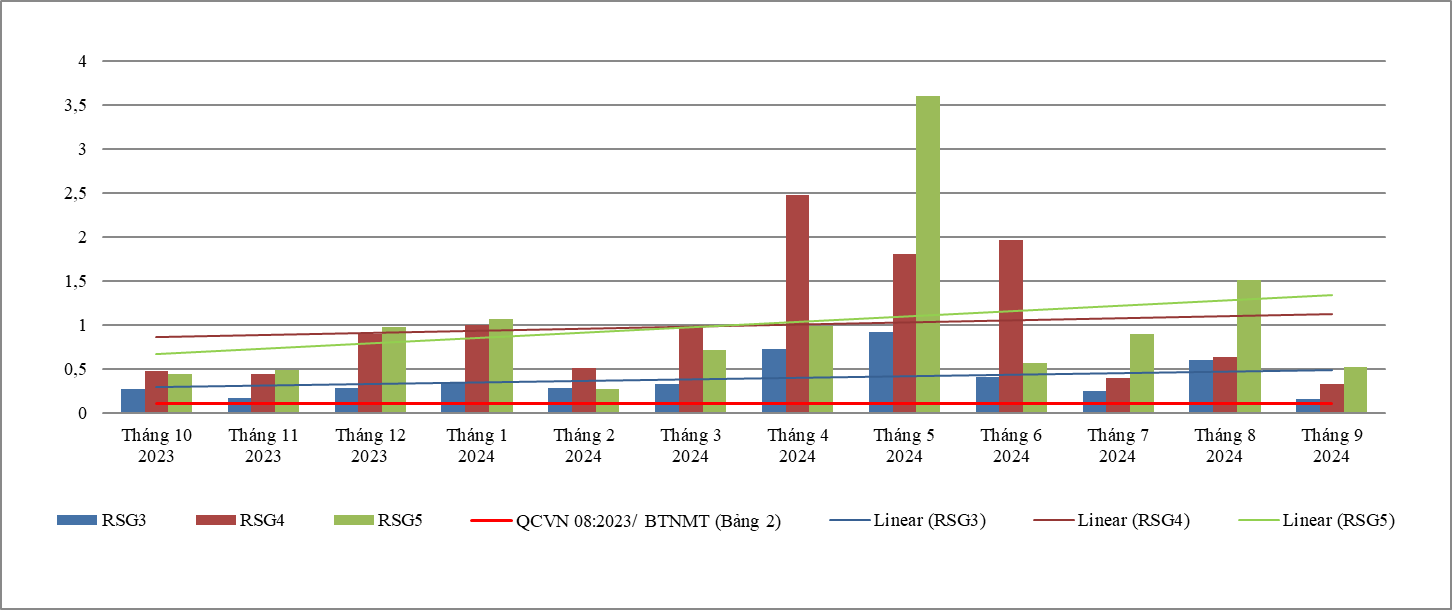 4
3,5
3
2,5
2
1,5
1
0,5
0
Tháng 10 2023
Tháng 11 2023
Tháng 12 2023
Tháng 1 2024
Tháng 2 2024
Tháng 3 2024
Tháng 4 2024
Tháng 5 2024
Tháng 6 2024
Tháng 7 2024
Tháng 8 2024
Tháng 9 2024
RSG3 RSG4 RSG5 QCVN 08:2023/ BTNMT (Bảng 2) Linear (RSG3) Linear (RSG4) Linear (RSG5)